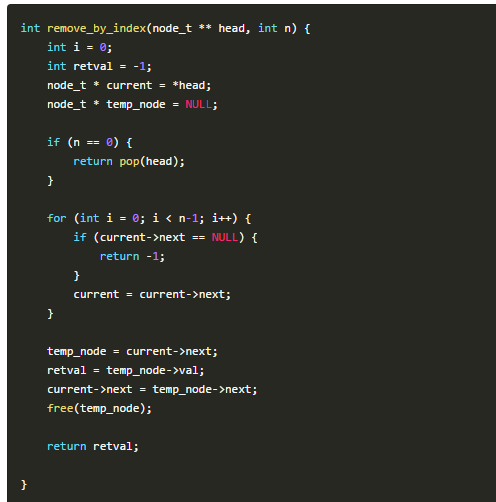 int remove_by_index(node_t ** head, int n) {
    int i = 0;
    int retval = -1;
    node_t * current = *head;
    node_t * temp_node = NULL;

    if (n == 0) {
        return pop(head);
    }

    for (int i = 0; i < n-1; i++) {
        if (current->next == NULL) {
            return -1;
        }
        current = current->next;
    }

    temp_node = current->next;
    retval = temp_node->val;
    current->next = temp_node->next;
    free(temp_node);

    return retval;

}